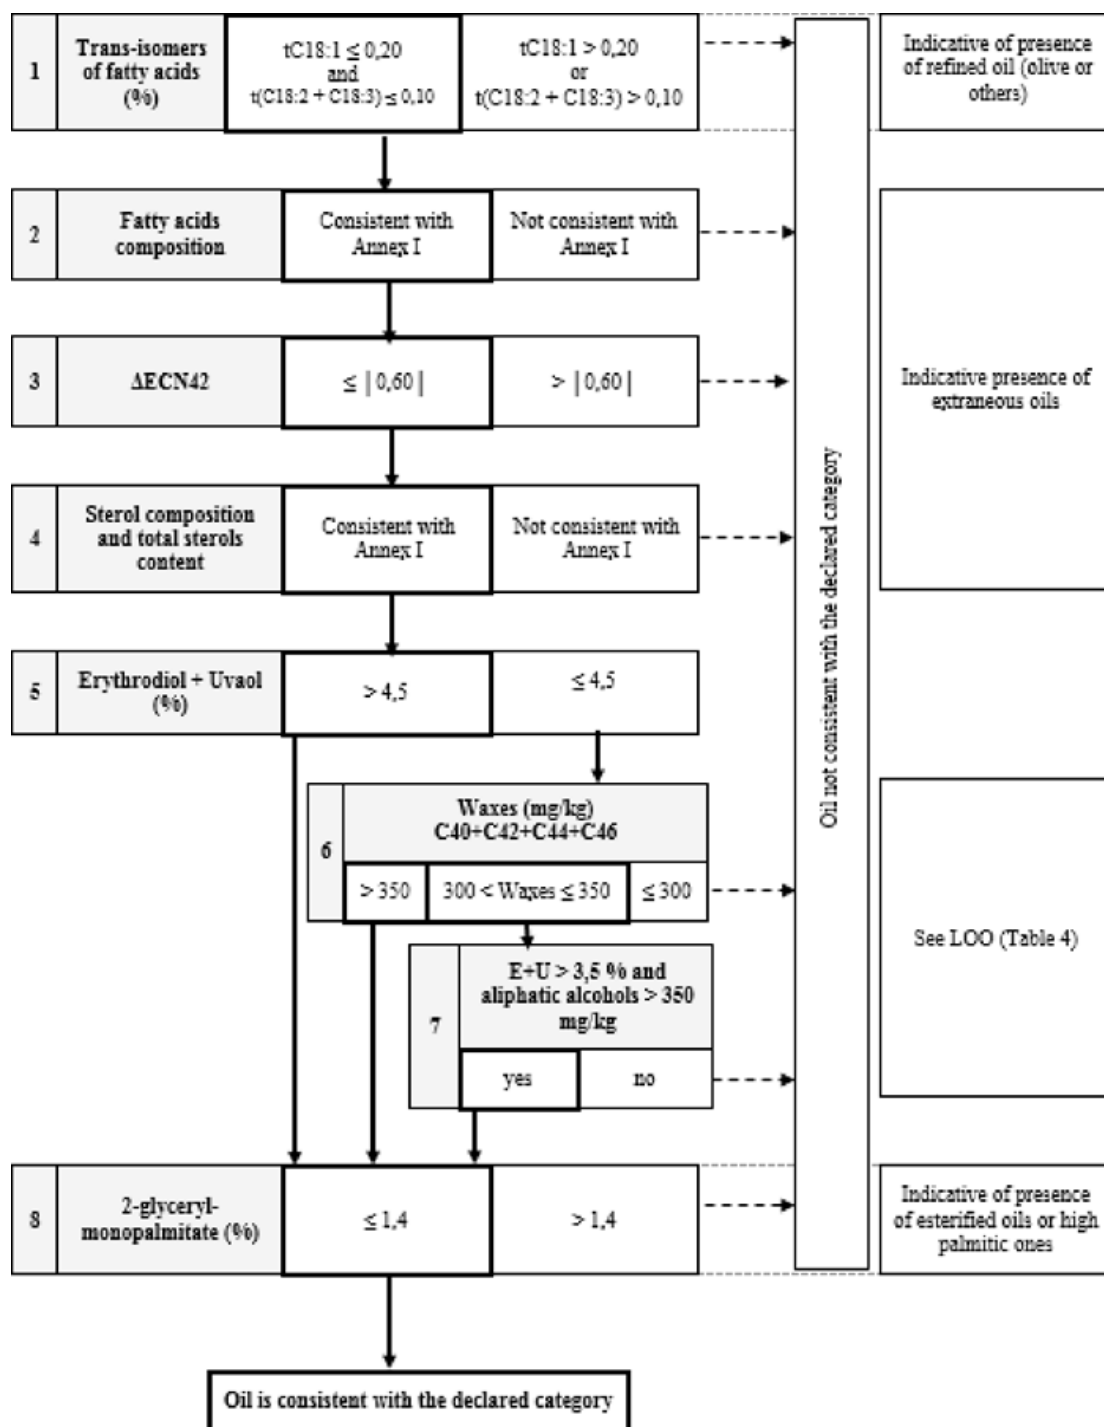 1
Trans-isomers
of fatty acids
(%)
tC18:1 ≤ 0,20
and
t(C18:2 + C18:3) ≤ 0,10
tC18:1 > 0,20
or
t(C18:2 + C18:3) > 0,10
Indicative of presence
of refined oil (olive or
others)
2
Fatty acids
composition
Consistent with
Annex I
Not consistent with
Annex I
3
ΔECN42
≤ | 0,60 |
> | 0,60 |
Indicative presence of
extraneous oils
4
Sterol composition
and total sterols
content
Consistent with
Annex I
Not consistent with
Annex I
Oil not consistent with the declared category
5
Erythrodiol + Uvaol
(%)
> 4,5
≤ 4,5
6
Waxes (mg/kg)
C40+C42+C44+C46
> 350
300 < Waxes ≤ 350
≤ 300
See LOO (Table 4)
7
E+U > 3,5 % and
aliphatic alcohols > 350
mg/kg
yes
no
8
2-glyceryl-
monopalmitate (%)
≤ 1,4
> 1,4
Indicative of presence
of esterified oils or high
palmitic ones
Oil is consistent with the declared category